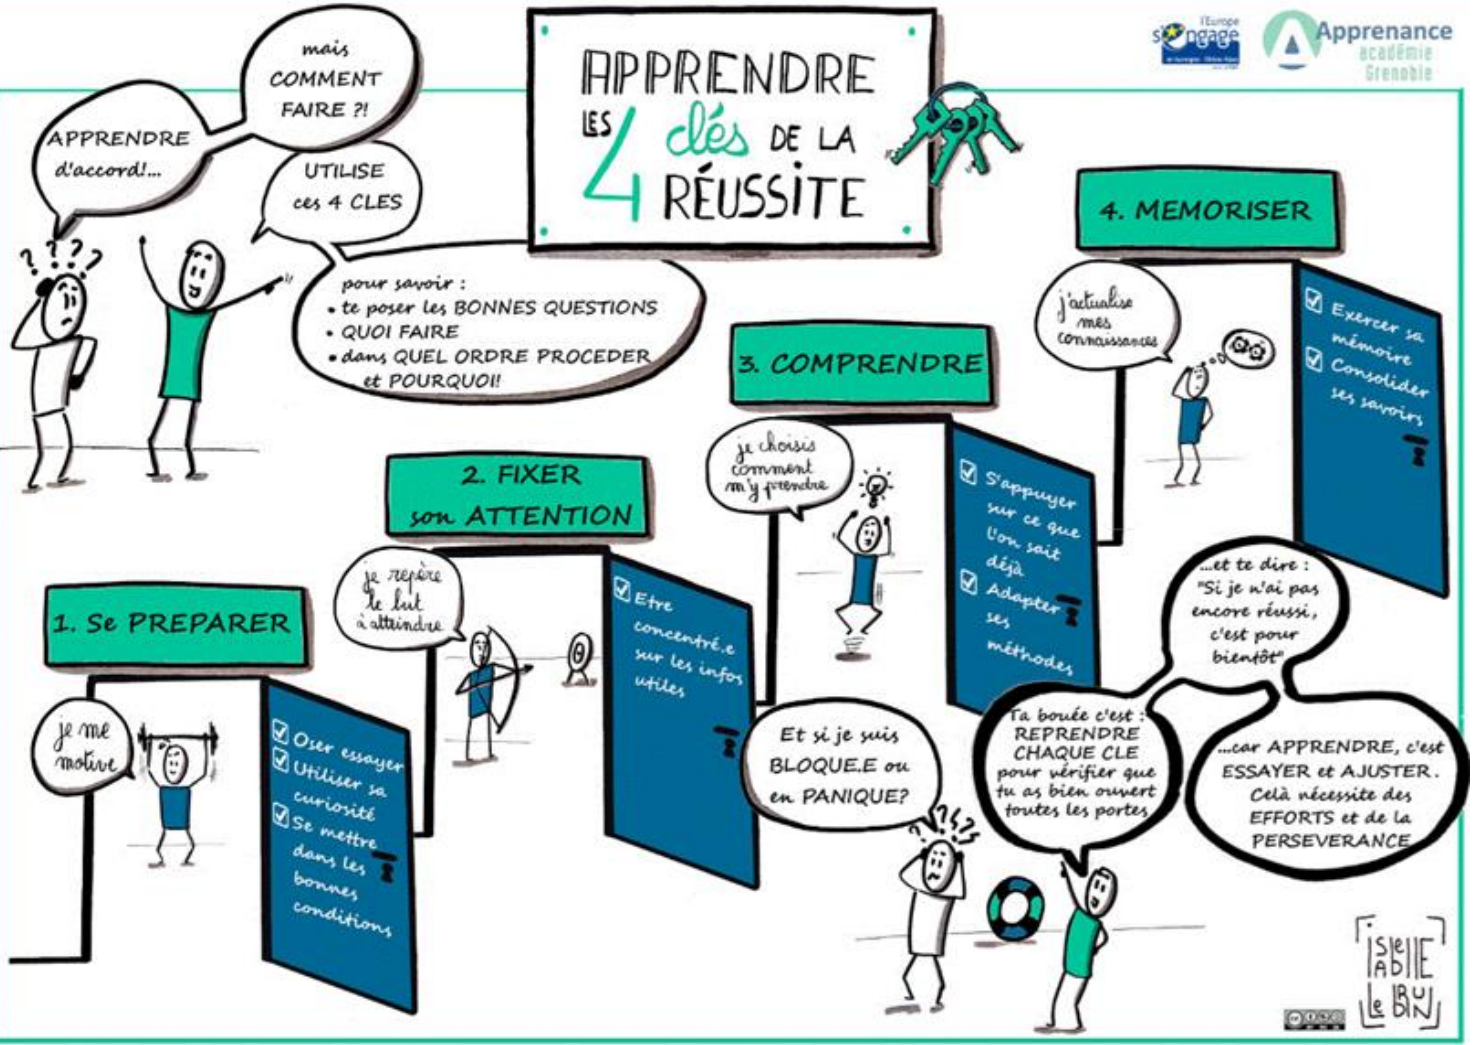 APPRENDRE
LES 4 clés DE LA
RÉUSSITE
l'Europe
s'engage
Apprenance
académie
Grenoble
APPRENDRE
d'accord!...
mais
COMMENT
FAIRE ?!
UTILISE
ces 4 CLES
pour savoir :
• te poser les BONNES QUESTIONS
• QUOI FAIRE
• dans QUEL ORDRE PROCEDER
et POURQUOI!
????
1. Se PREPARER
je me
motive
Oser essayer
Utiliser sa
curiosité
Se mettre
dans les
bonnes
conditions
2. FIXER
son ATTENTION
je repère
le but
à atteindre
Etre
concentré.e
sur les infos
utiles
3. COMPRENDRE
je choisis
comment
m'y prendre
S'appuyer
sur ce que
l'on sait
déjà
Adapter
ses
méthodes
4. MEMORISER
j'actualise
mes
connaissances
Exercer sa
mémoire
Consolider
ses savoirs
Et si je suis
BLOQUE.E ou
en PANIQUE?
Ta bouée c'est :
REPRENDRE
CHAQUE CLE
pour vérifier que
tu as bien ouvert
toutes les portes
...et te dire :
"Si je n'ai pas
encore réussi,
c'est pour
bientôt"
...car APPRENDRE, c'est
ESSAYER et AJUSTER.
Celà nécessite des
EFFORTS et de la
PERSEVERANCE
iSabelle
Le BRUN